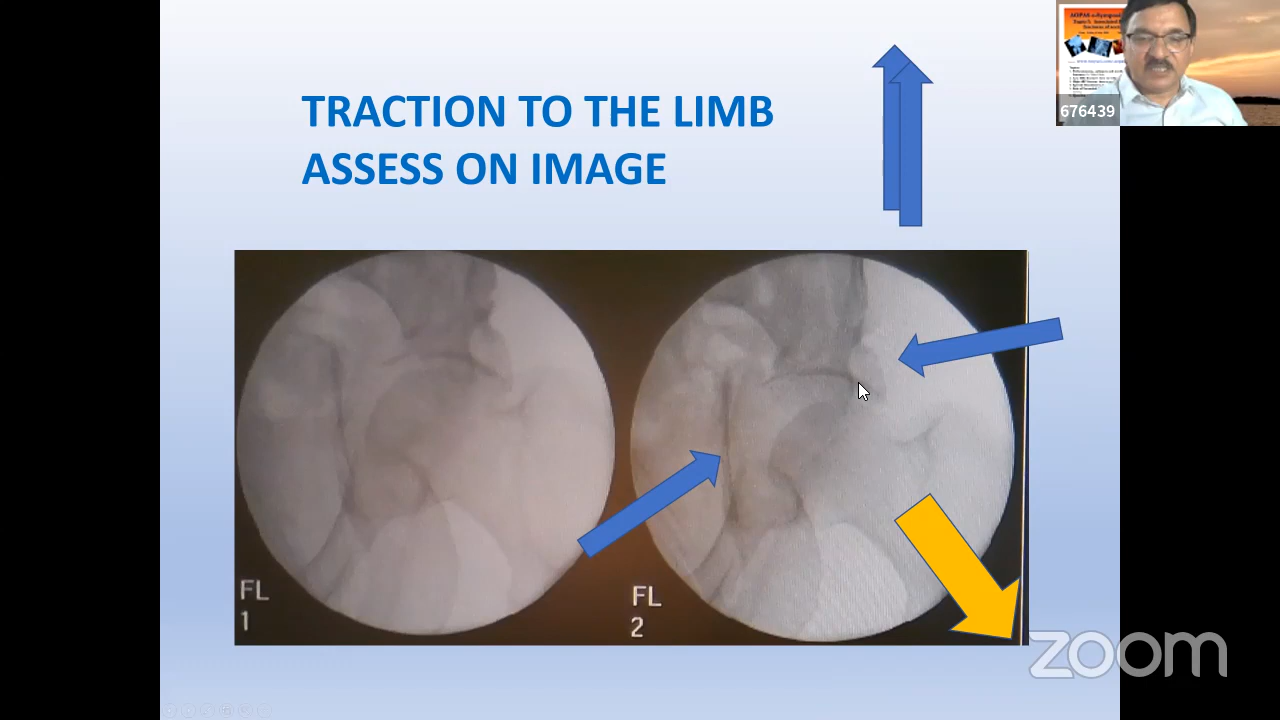 TRACTION TO THE LIMB
ASSESS ON IMAGE
676439
FL
1
FL
2
zoom